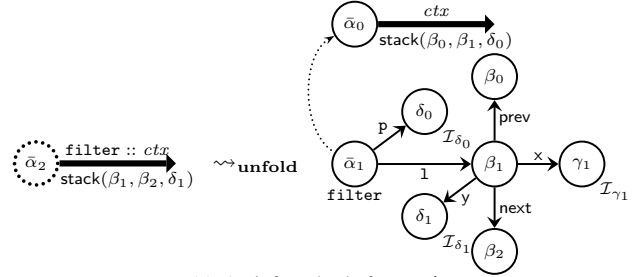 ᾱ₀ ctx
stack(β₀, β₁, δ₀)
β₀
δ₀ prev
p 𝓘δ₀
ᾱ₂ filter :: ctx
stack(β₁, β₂, δ₁)
⇝unfold
ᾱ₁ l β₁ x γ₁
filter y 𝓘γ₁
δ₁ next
𝓘δ₁ β₂